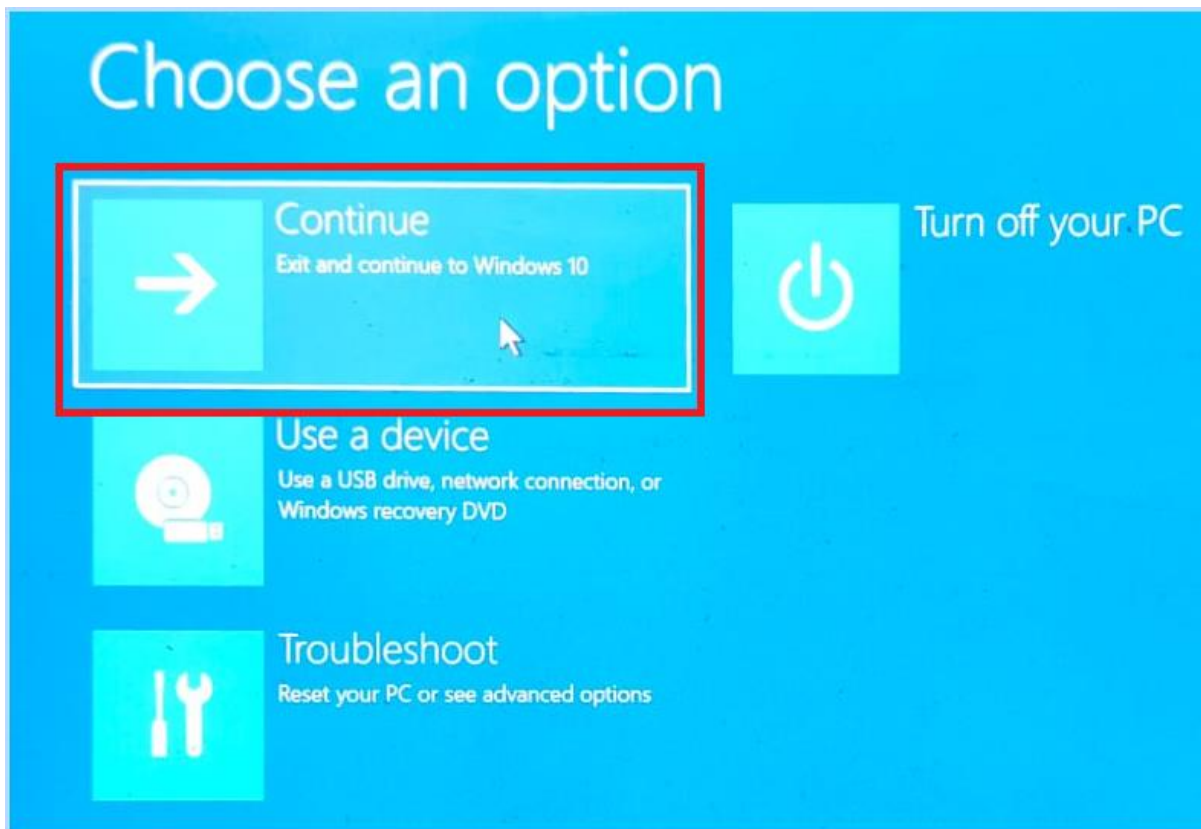 Choose an option
Continue
Exit and continue to Windows 10
Turn off your PC
Use a device
Use a USB drive, network connection, or
Windows recovery DVD
Troubleshoot
Reset your PC or see advanced options